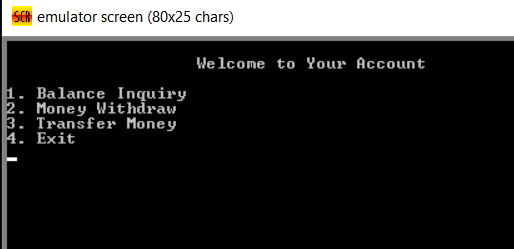 SCR emulator screen (80x25 chars)
Welcome to Your Account
1. Balance Inquiry
2. Money Withdraw
3. Transfer Money
4. Exit